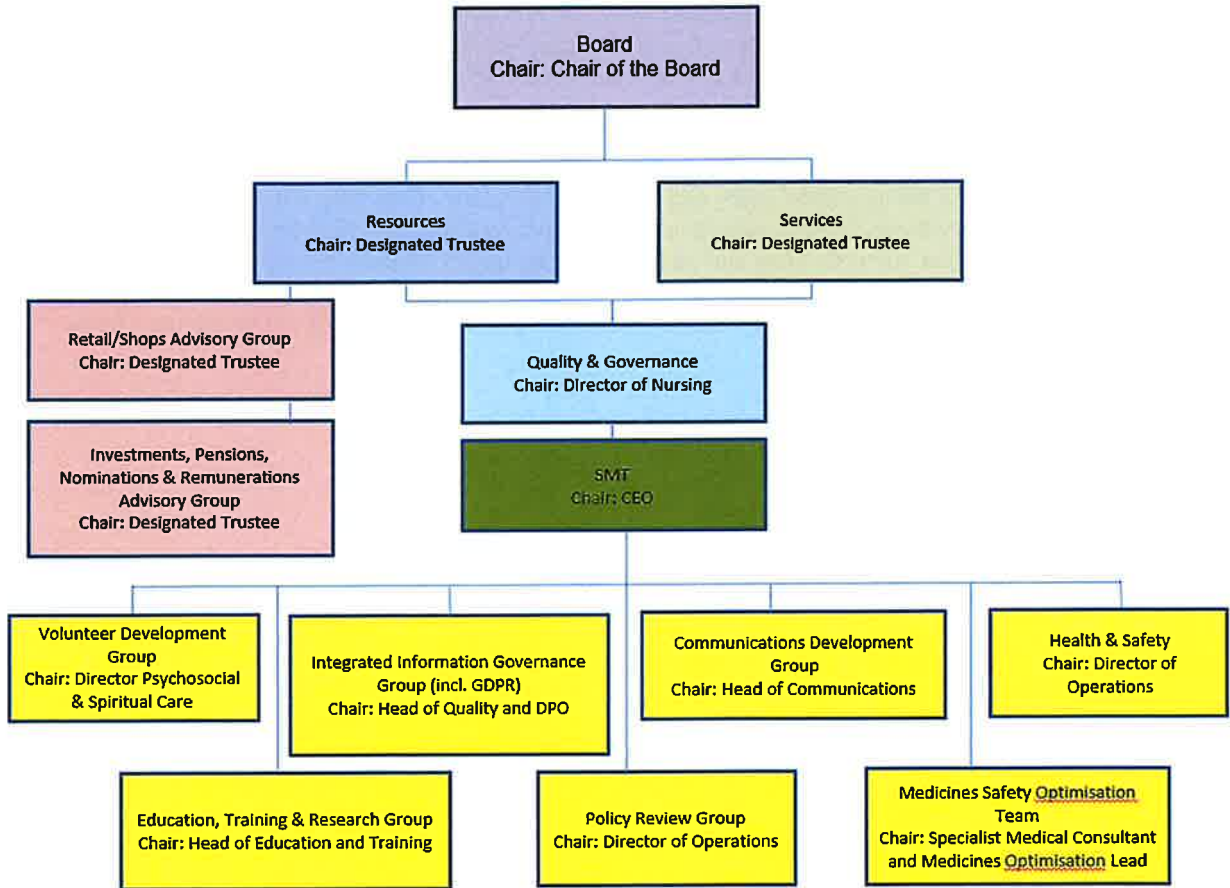 Board
Chair: Chair of the Board
Resources
Chair: Designated Trustee
Services
Chair: Designated Trustee
Retail/Shops Advisory Group
Chair: Designated Trustee
Quality & Governance
Chair: Director of Nursing
Investments, Pensions,
Nominations & Remunerations
Advisory Group
Chair: Designated Trustee
SMT
Chair: CEO
Volunteer Development
Group
Chair: Director Psychosocial
& Spiritual Care
Integrated Information Governance
Group (incl. GDPR)
Chair: Head of Quality and DPO
Communications Development
Group
Chair: Head of Communications
Health & Safety
Chair: Director of
Operations
Education, Training & Research Group
Chair: Head of Education and Training
Policy Review Group
Chair: Director of Operations
Medicines Safety Optimisation
Team
Chair: Specialist Medical Consultant
and Medicines Optimisation Lead